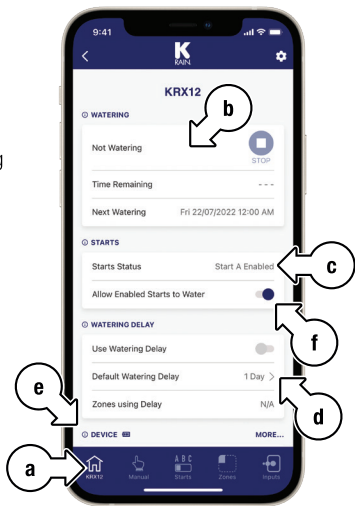 9:41
K
RAIN
KRX12
WATERING
b
Not Watering
STOP
g
Time Remaining
---
Next Watering Fri 22/07/2022 12:00 AM
STARTS
Starts Status Start A Enabled
c
Allow Enabled Starts to Water
f
WATERING DELAY
Use Watering Delay
e
Default Watering Delay 1 Day >
d
Zones using Delay N/A
DEVICE MORE...
a
A B C
KRX12 Manual Starts Zones Inputs